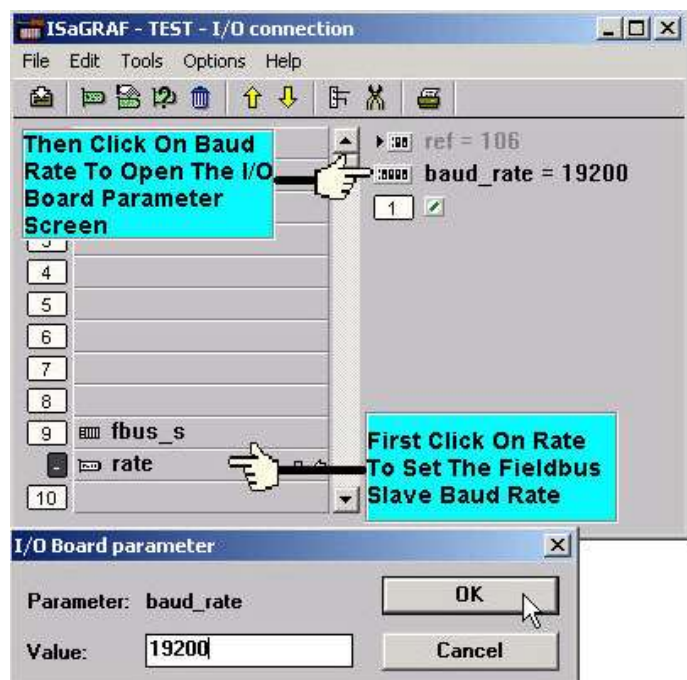 ISaGRAF - TEST - I/O connection
File Edit Tools Options Help
Then Click On Baud
Rate To Open The I/O
Board Parameter
Screen
ref = 106
baud_rate = 19200
1
3
4
5
6
7
8
9 fbus_s
- rate
10
First Click On Rate
To Set The Fieldbus
Slave Baud Rate
I/O Board parameter
Parameter: baud_rate
OK
Value: 19200
Cancel